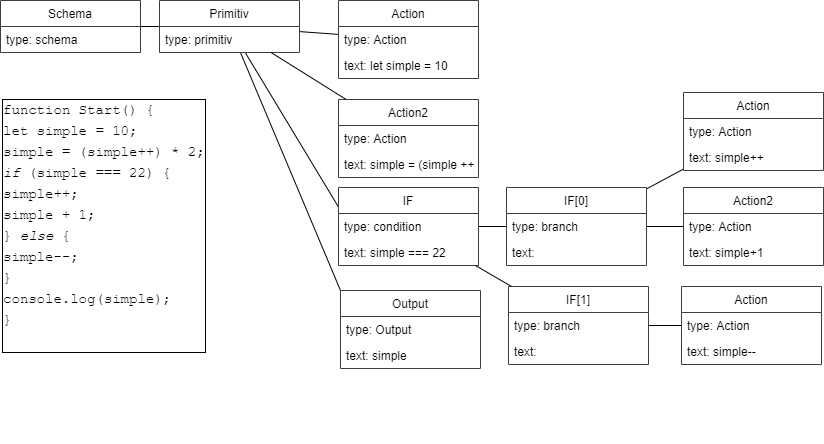 Schema
type: schema
Primitiv
type: primitiv
Action
type: Action
text: let simple = 10
function Start() {
let simple = 10;
simple = (simple++) * 2;
if (simple === 22) {
simple++;
simple + 1;
} else {
simple--;
}
console.log(simple);
}
Action2
type: Action
text: simple = (simple ++
IF
type: condition
text: simple === 22
IF[0]
type: branch
text:
Action
type: Action
text: simple++
Action2
type: Action
text: simple+1
Output
type: Output
text: simple
IF[1]
type: branch
text:
Action
type: Action
text: simple--